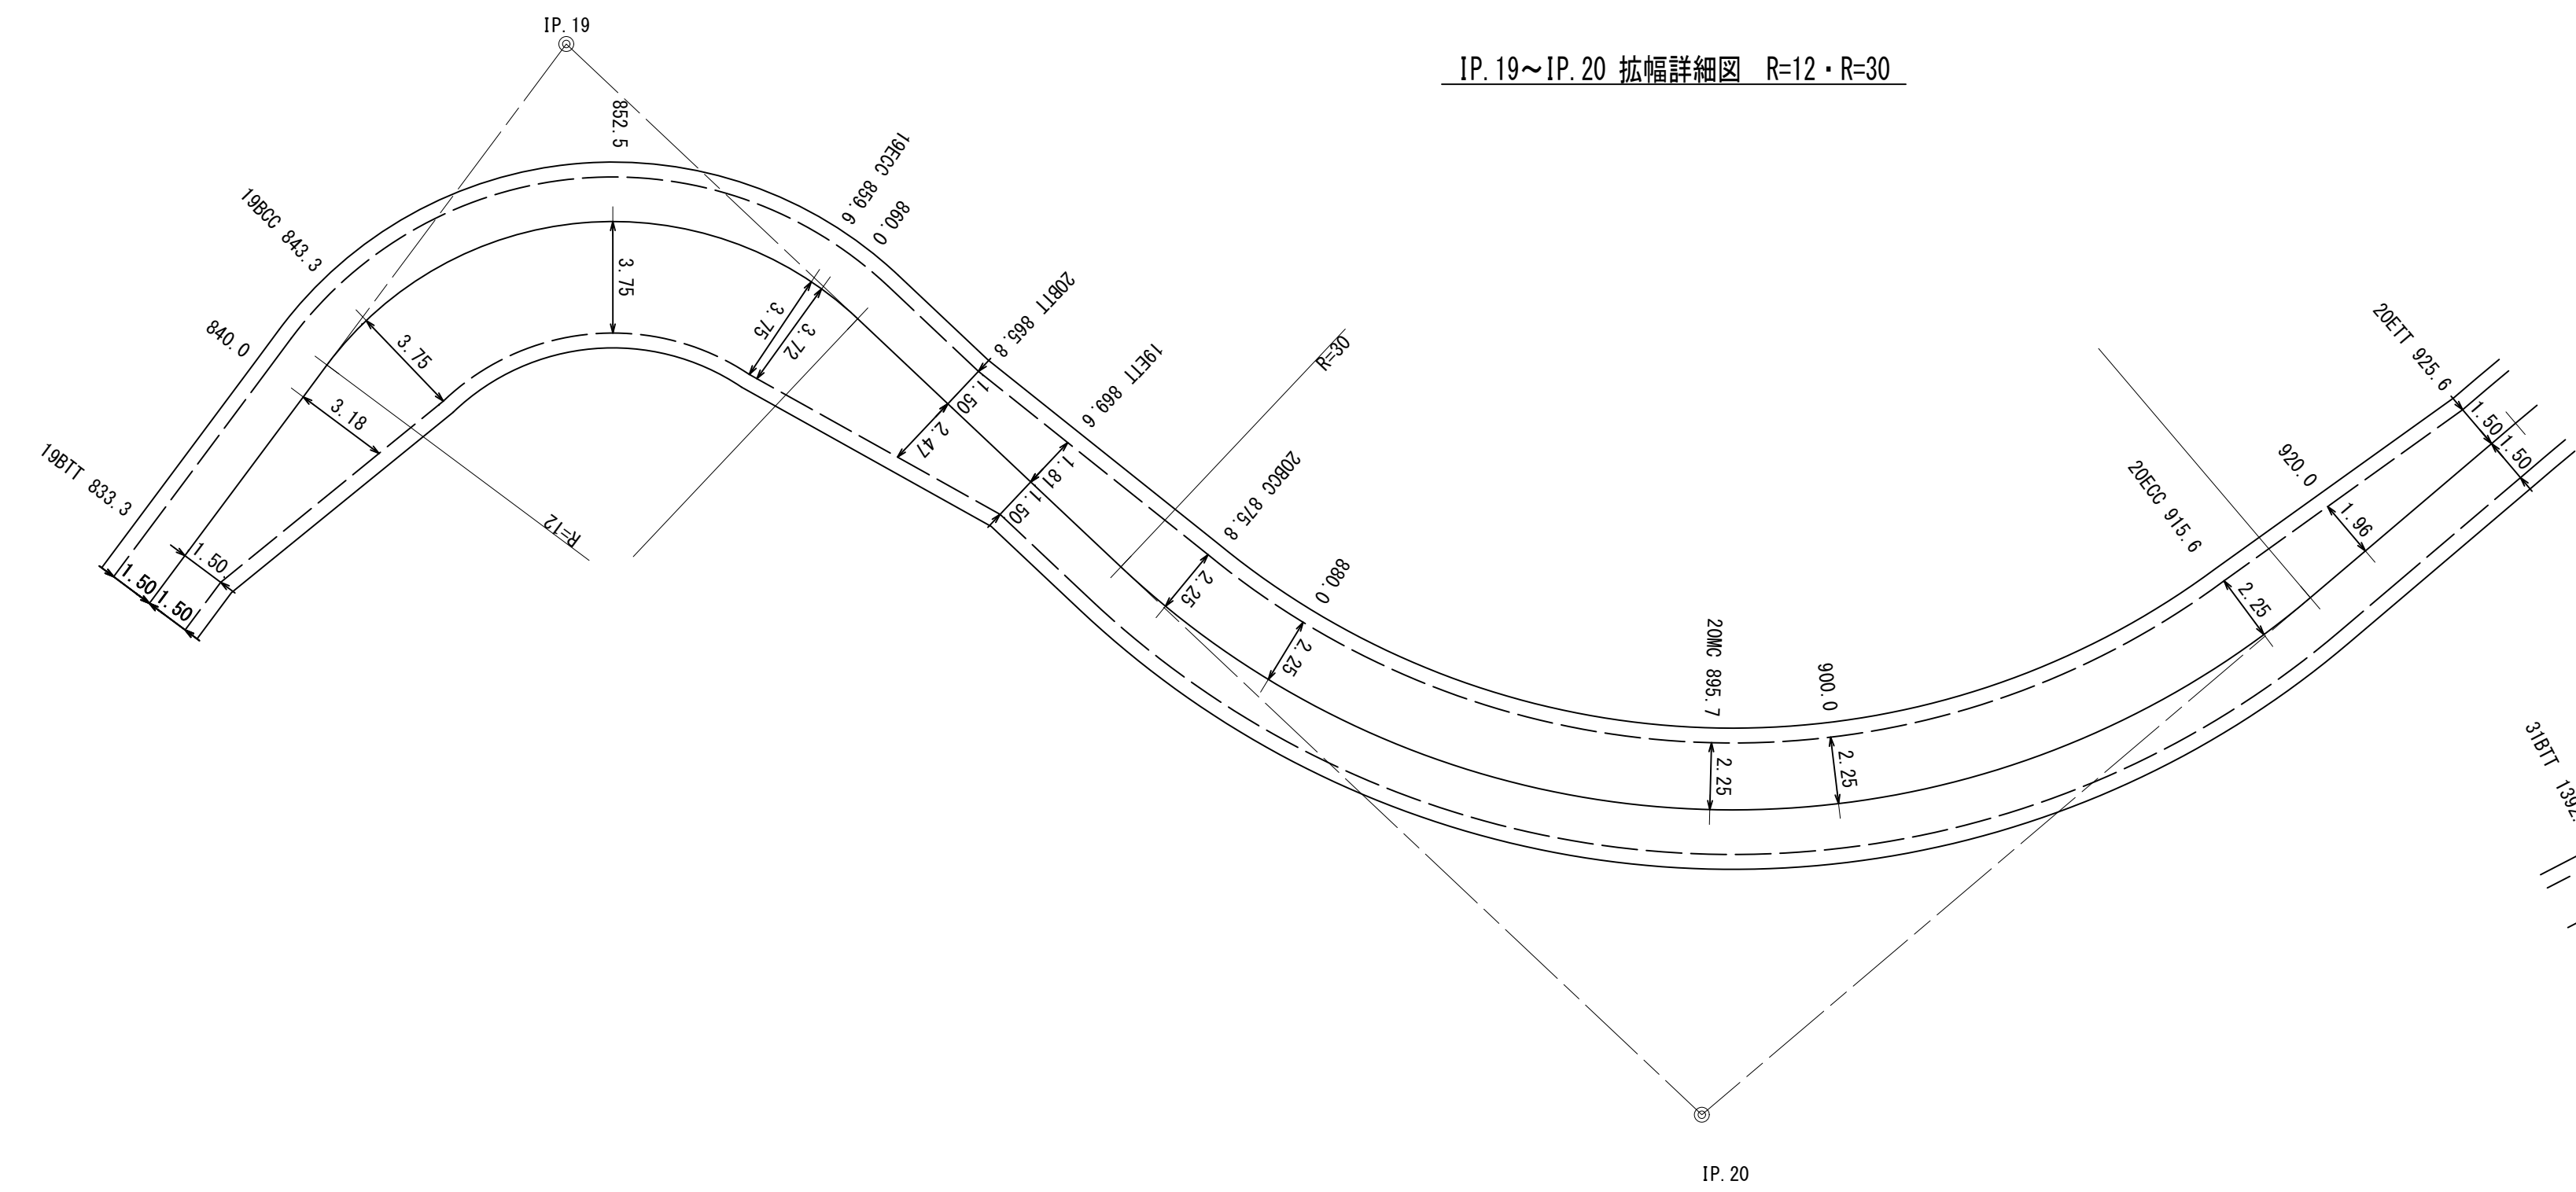 IP.19
IP.19～IP.20 拡幅詳細図　R=12・R=30
852.5
19ECC 859.6
860.0
19BCC 843.3
840.0
19BTT 833.3
3.75
3.75
3.18
3.75
3.72
20BTT 865.8
19ETT 869.6
1.50
2.47
1.81
1.50
R=12
1.50
1.50
1.50
R=30
20BCC 875.8
880.0
2.25
2.25
20MC 895.7
900.0
2.25
2.25
20ETT 925.6
920.0
20ECC 915.6
1.50
1.50
1.96
2.25
31BTT
IP.20